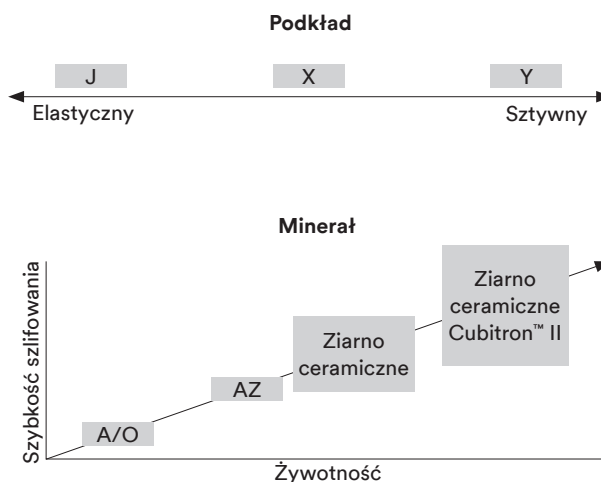 Podkład
J X Y
Elastyczny Sztywny
Minerał
Szybkość szlifowania
Ziarno
ceramiczne
Cubitron™ II
Ziarno
ceramiczne
AZ
A/O
Żywotność